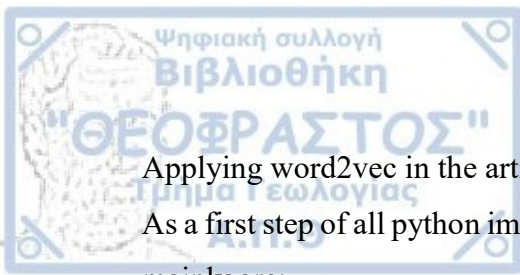 Ψηφιακή συλλογή
Βιβλιοθήκη
"ΘΕΟΦΡΑΣΤΟΣ"
Applying word2vec in the art
Τμήμα Γεωλογίας
As a first step of all python im
Α.Π.Θ